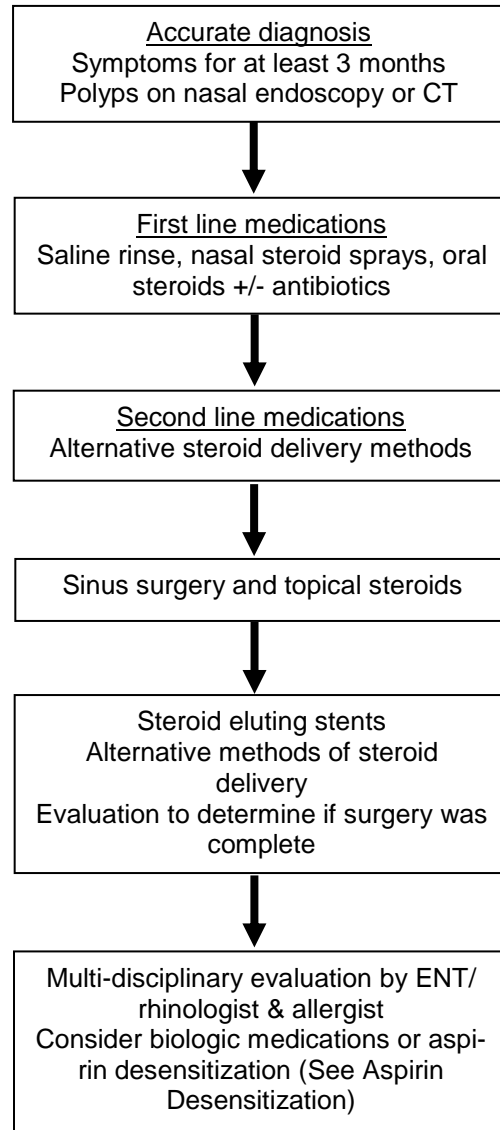 Accurate diagnosis
Symptoms for at least 3 months
Polyps on nasal endoscopy or CT
First line medications
Saline rinse, nasal steroid sprays, oral
steroids +/- antibiotics
Second line medications
Alternative steroid delivery methods
Sinus surgery and topical steroids
Steroid eluting stents
Alternative methods of steroid
delivery
Evaluation to determine if surgery was
complete
Multi-disciplinary evaluation by ENT/
rhinologist & allergist
Consider biologic medications or aspi-
rin desensitization (See Aspirin
Desensitization)